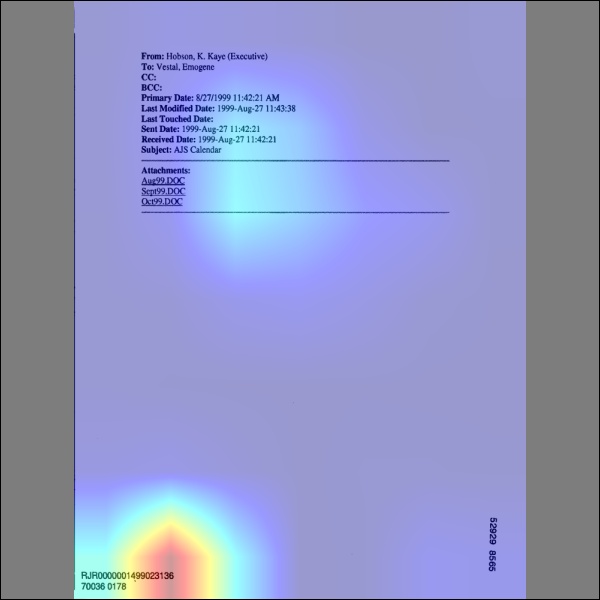 From: Hobson, K. Kaye (Executive)
To: Vestal, Emogene
CC:
BCC:
Primary Date: 8/27/1999 11:42:21 AM
Last Modified Date: 1999-Aug-27 11:43:38
Last Touched Date:
Sent Date: 1999-Aug-27 11:42:21
Received Date: 1999-Aug-27 11:42:21
Subject: AJS Calendar
Attachments:
Aug99.DOC
Sept99.DOC
Oct99.DOC
52929 8565
RJR0000001499023136
70036 0178